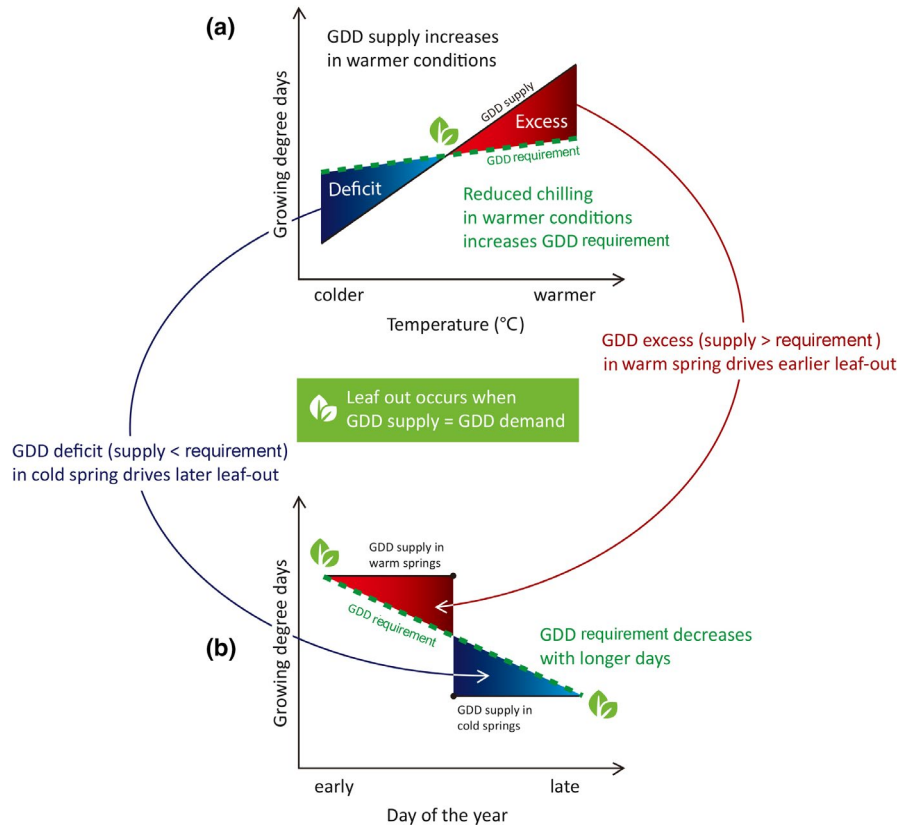 (a)
GDD supply increases
in warmer conditions
Growing degree days
GDD supply
Excess
GDD requirement
Deficit
Reduced chilling
in warmer conditions
increases GDD requirement
colder
warmer
Temperature (°C)
GDD excess (supply > requirement )
in warm spring drives earlier leaf-out
Leaf out occurs when
GDD supply = GDD demand
GDD deficit (supply < requirement)
in cold spring drives later leaf-out
(b)
Growing degree days
GDD supply in
warm springs
GDD requirement
GDD requirement decreases
with longer days
GDD supply in
cold springs
early
late
Day of the year